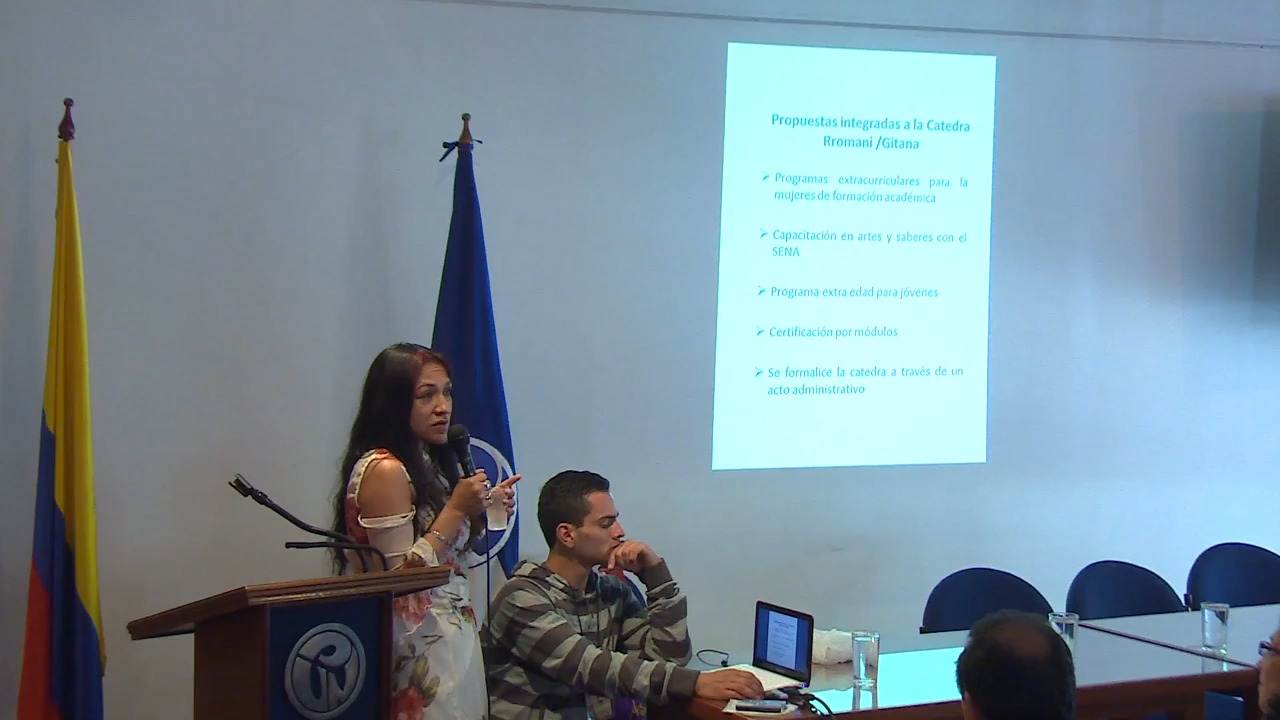 Propuestas integradas a la Catedra
Rromani /Gitana
➢ Programas extracurriculares para la
mujeres de formación académica
➢ Capacitación en artes y saberes con el
SENA
➢ Programa extra edad para jóvenes
➢ Certificación por módulos
➢ Se formalice la catedra a través de un
acto administrativo